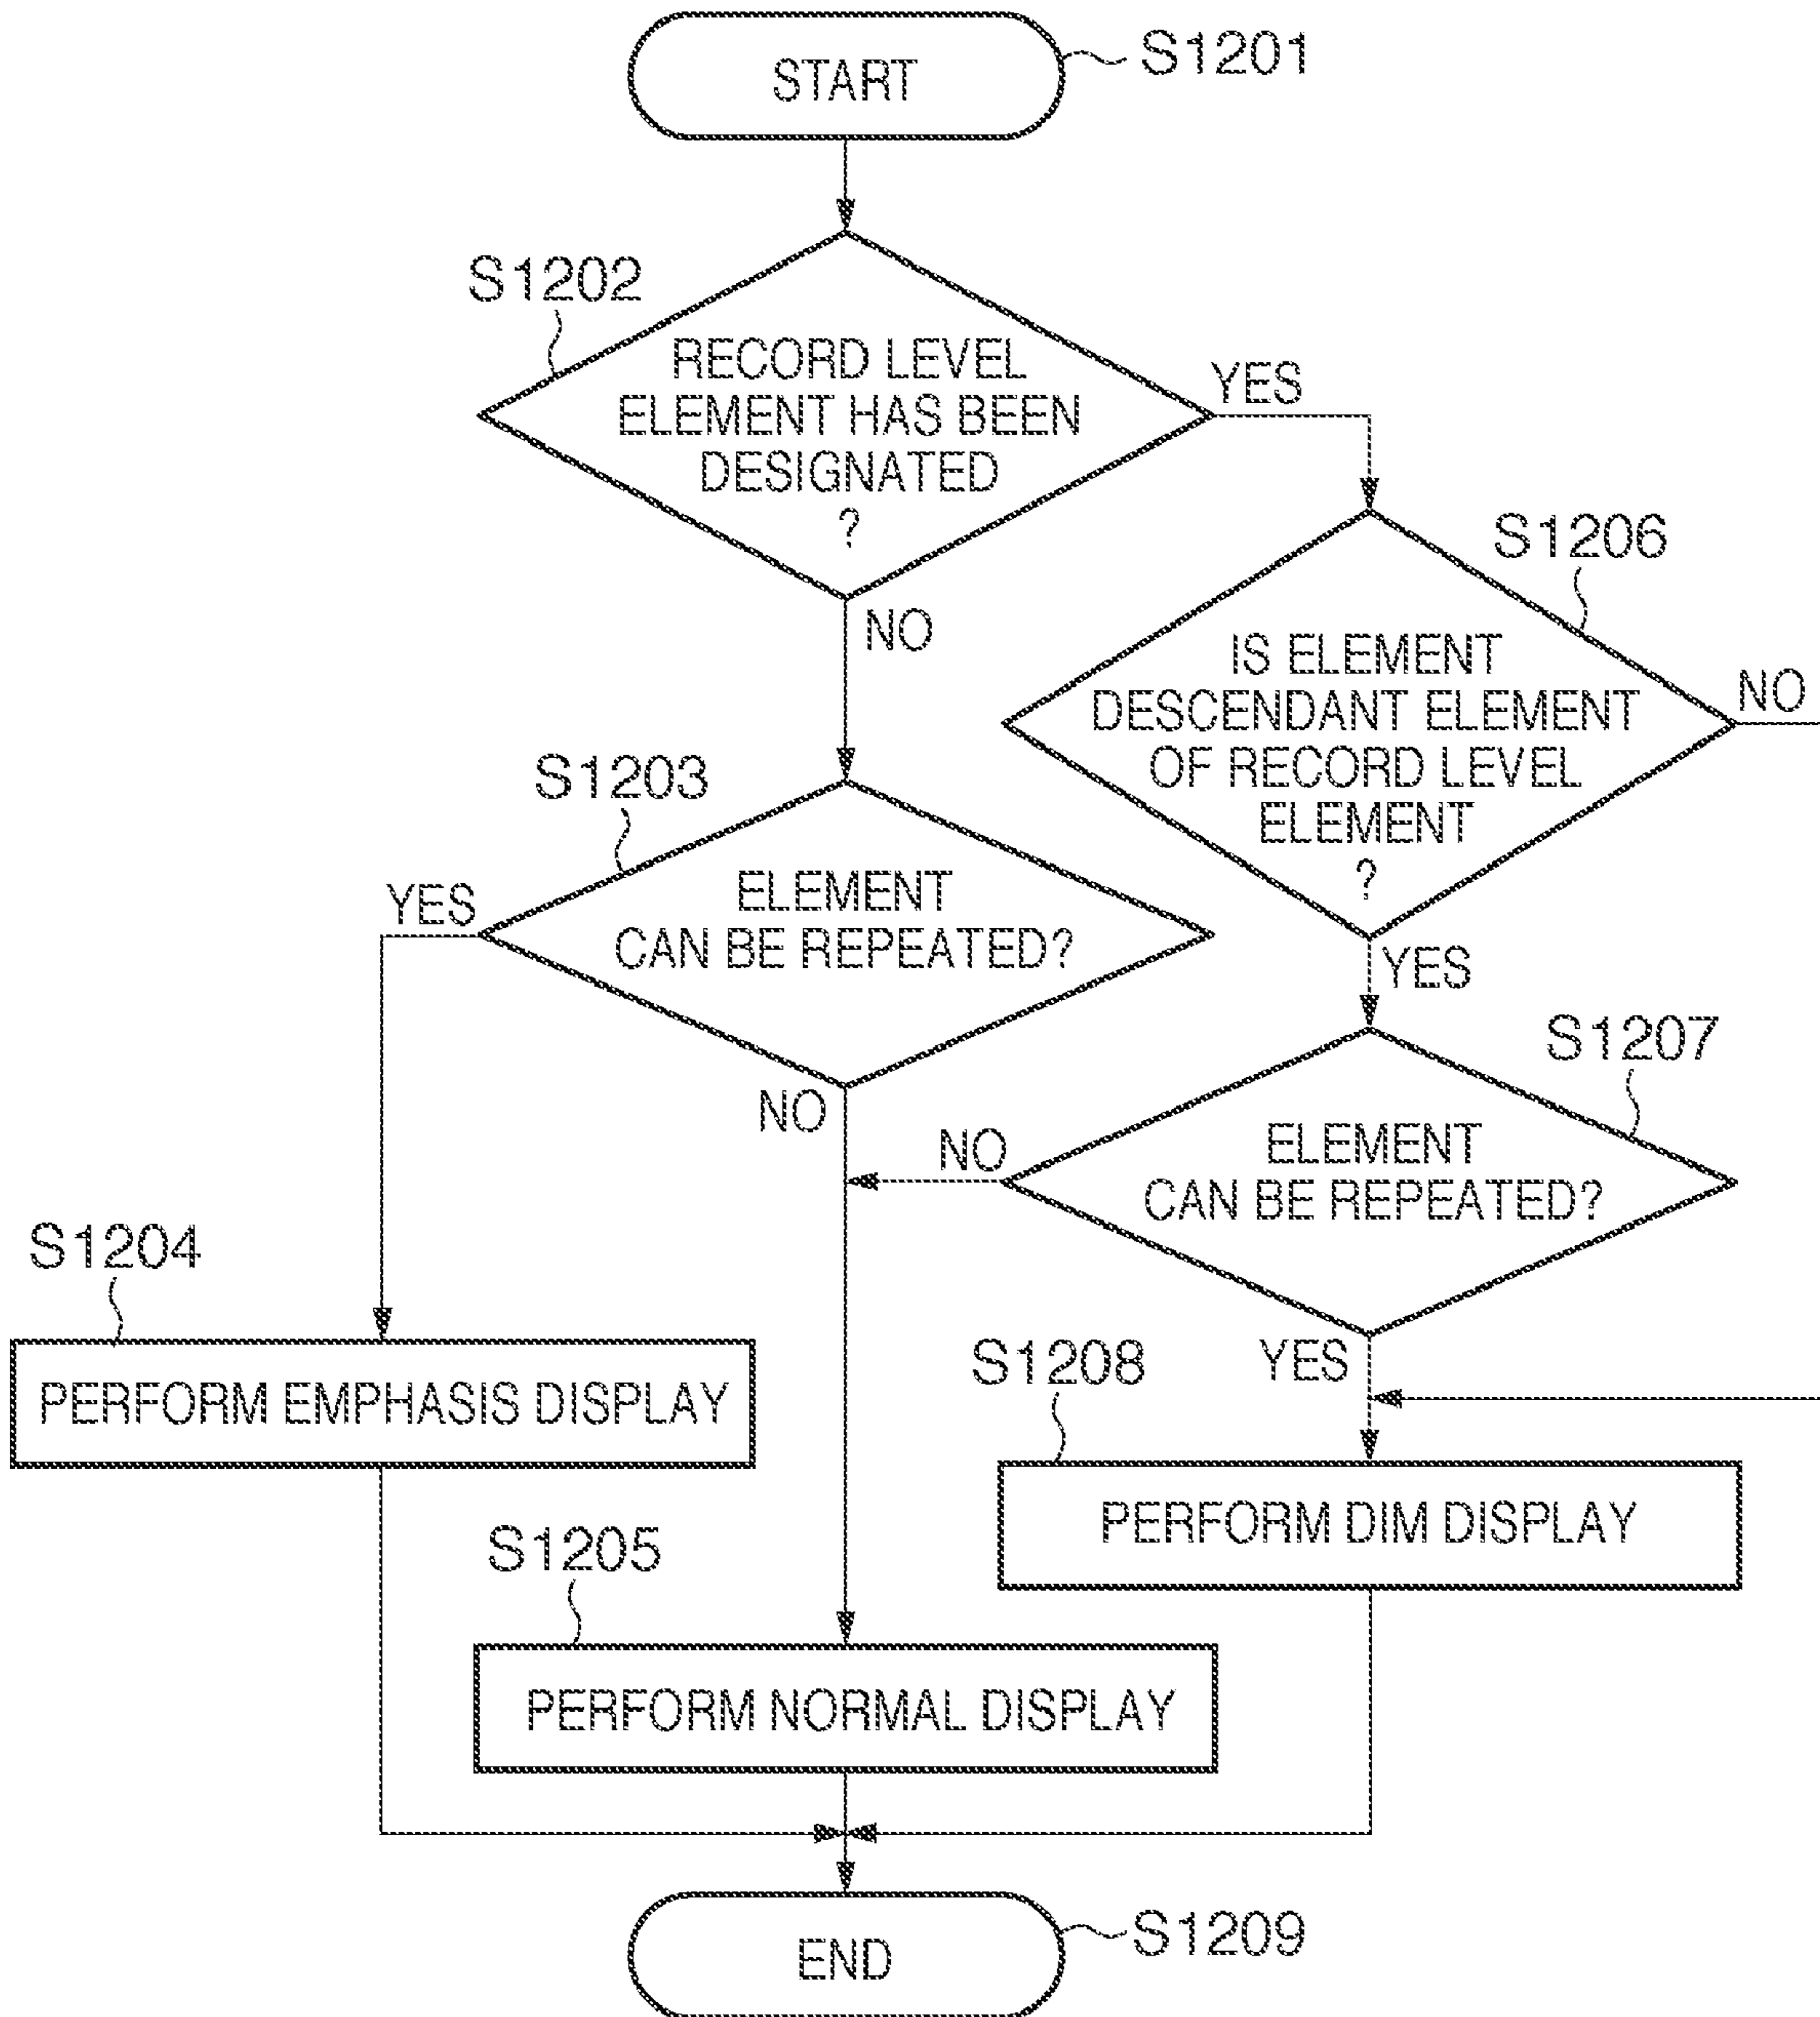 START
S1201
S1202
RECORD LEVEL
ELEMENT HAS BEEN
DESIGNATED
?
YES
NO
S1206
IS ELEMENT
DESCENDANT ELEMENT
OF RECORD LEVEL
ELEMENT
?
NO
YES
S1203
ELEMENT
CAN BE REPEATED?
YES
NO
S1207
ELEMENT
CAN BE REPEATED?
NO
YES
S1204
PERFORM EMPHASIS DISPLAY
S1208
PERFORM DIM DISPLAY
S1205
PERFORM NORMAL DISPLAY
END
S1209